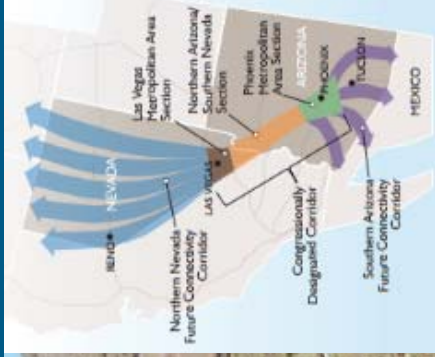 NEVADA
RENO
Northern Nevada
Future Connectivity
Corridor
LAS VEGAS
Las Vegas
Metropolitan Area
Section
Northern Arizona/
Southern Nevada
Section
Phoenix
Metropolitan
Area Section
ARIZONA
PHOENIX
TUCSON
Congressionally
Designated Corridor
Southern Arizona
Future Connectivity
Corridor
MEXICO